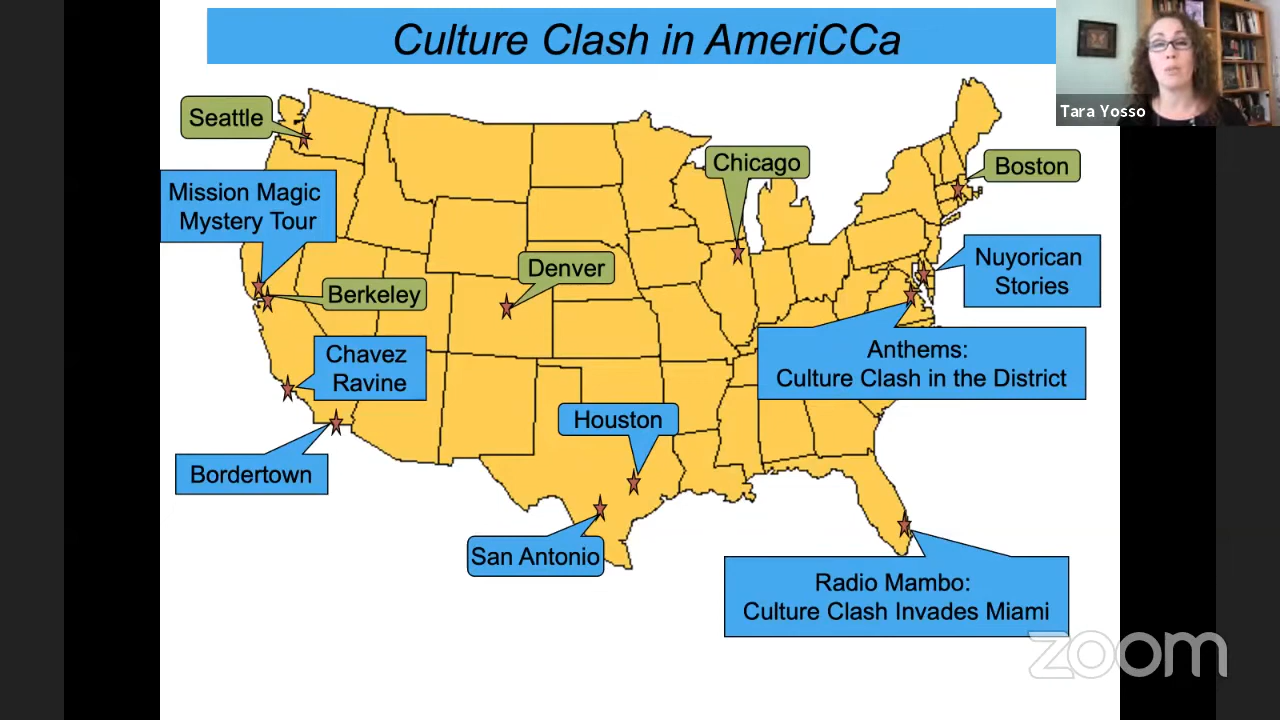 Culture Clash in AmeriCCa
Tara Yosso
Seattle
Chicago
Boston
Mission Magic
Mystery Tour
Nuyorican
Stories
Denver
Berkeley
Chavez
Ravine
Anthems:
Culture Clash in the District
Houston
Bordertown
San Antonio
Radio Mambo:
Culture Clash Invades Miami
zoom